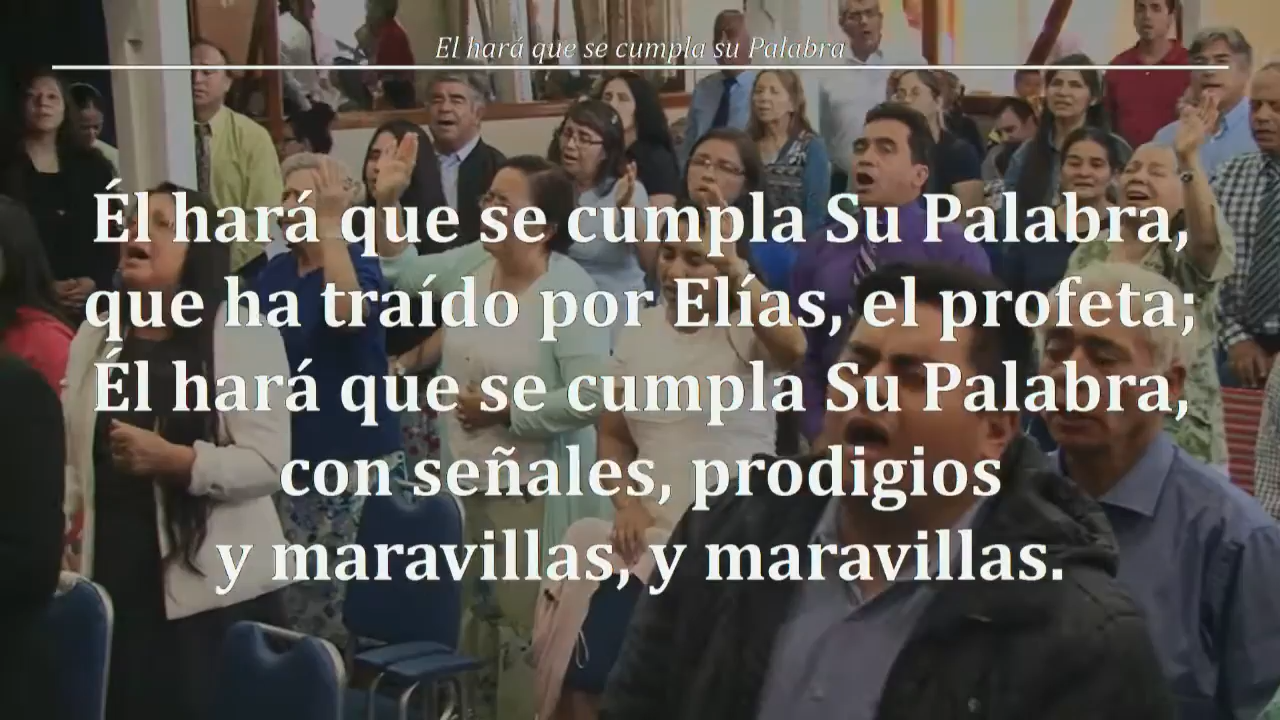 El hará que se cumpla su Palabra
Él hará que se cumpla Su Palabra,
que ha traído por Elías, el profeta;
Él hará que se cumpla Su Palabra,
con señales, prodigios
y maravillas, y maravillas.